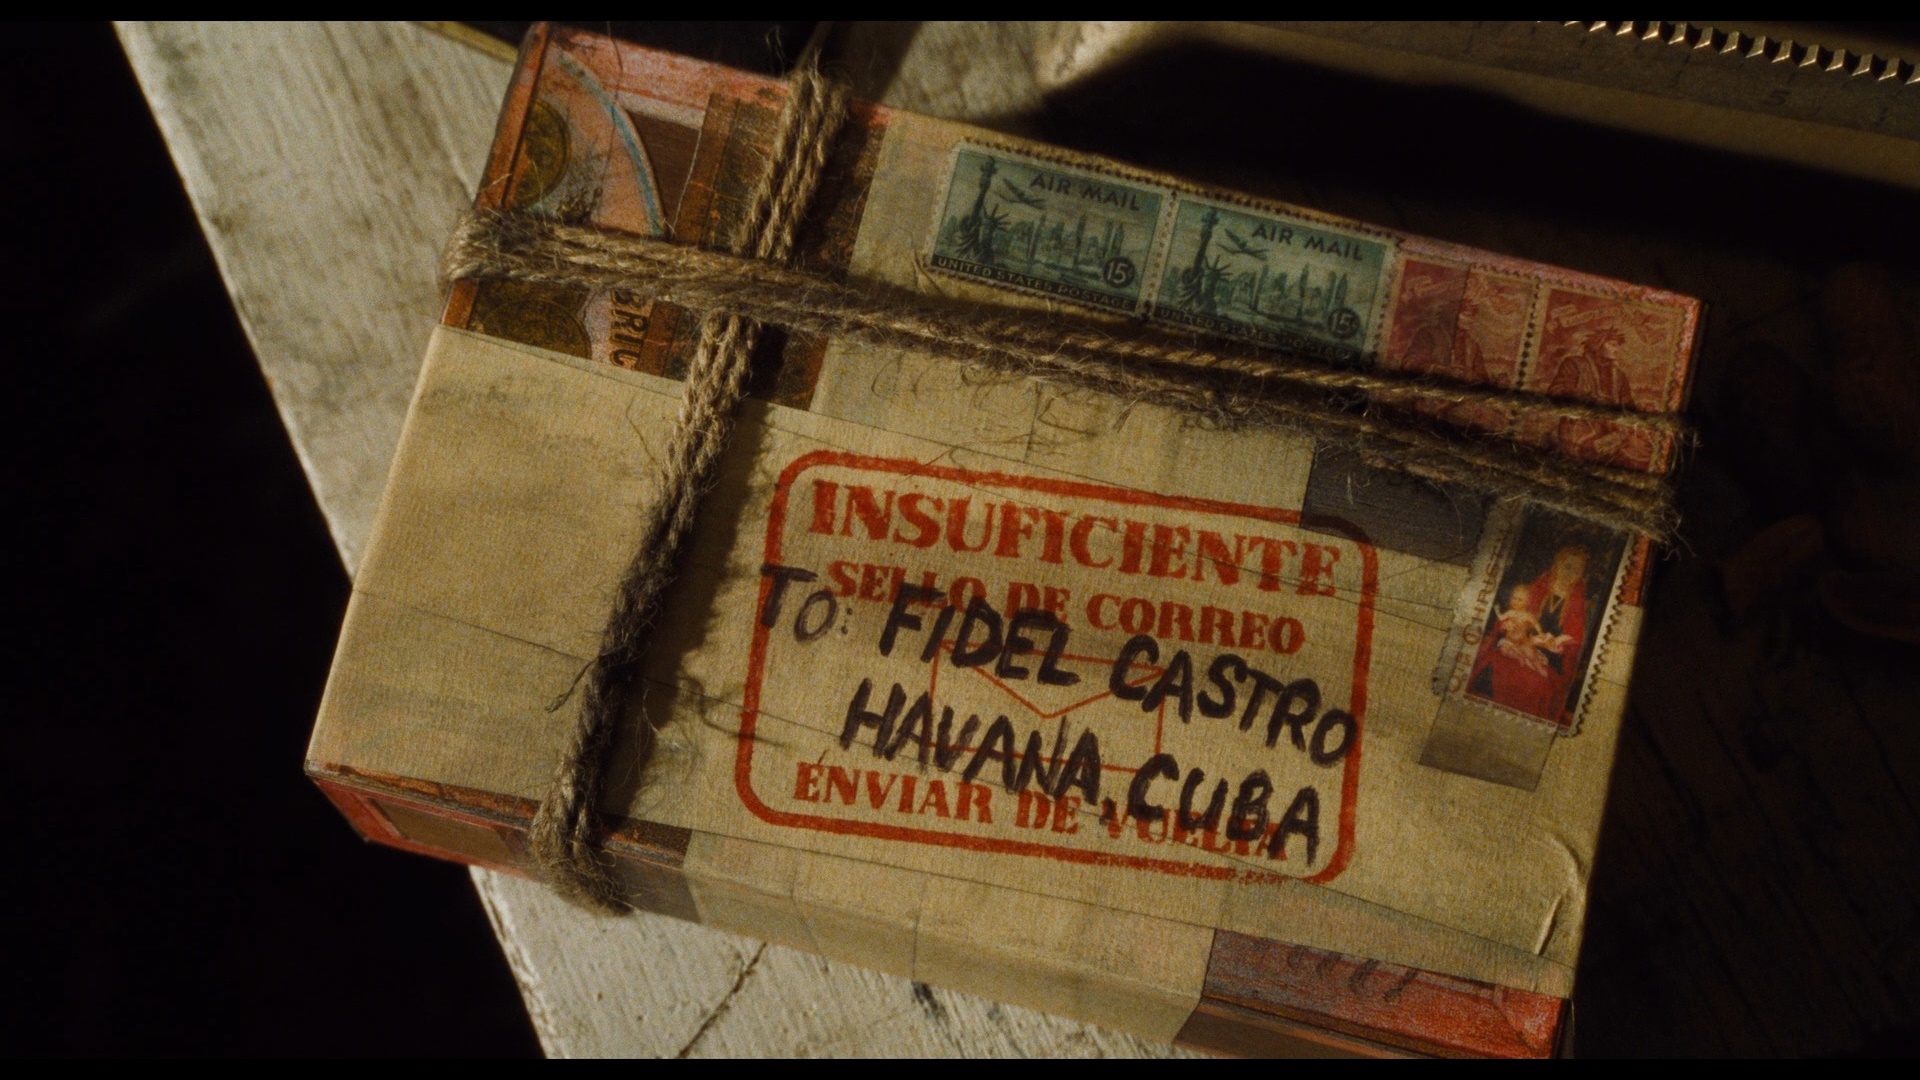 AIR MAIL
UNITED STATES POSTAGE
15¢
AIR MAIL
UNITED STATES POSTAGE
15¢
INSUFICIENTE
SELLO DE CORREO
TO: FIDEL CASTRO
HAVANA, CUBA
ENVIAR DE VUELTA